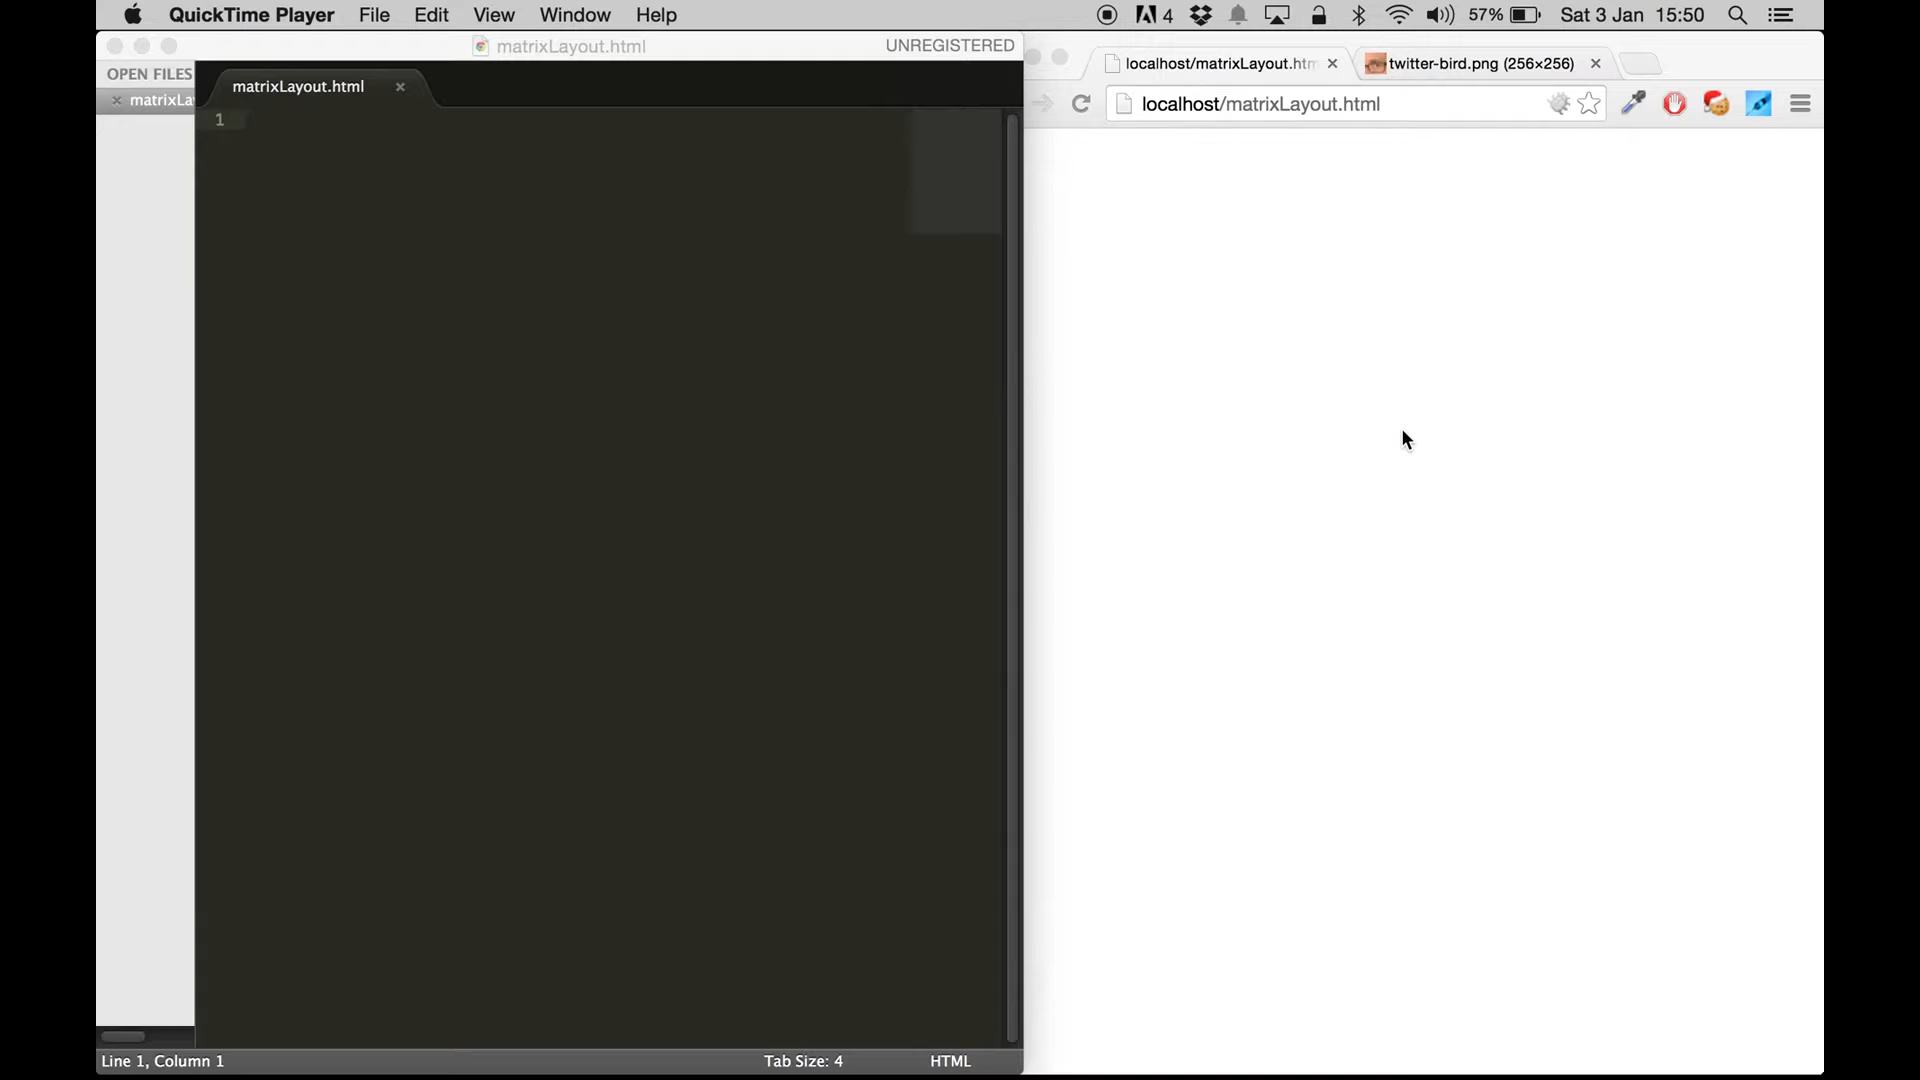 QuickTime Player File Edit View Window Help 4 57% Sat 3 Jan 15:50
matrixLayout.html UNREGISTERED
OPEN FILES
matrixLa
matrixLayout.html
1
localhost/matrixLayout.htm
twitter-bird.png (256×256)
localhost/matrixLayout.html
Line 1, Column 1 Tab Size: 4 HTML